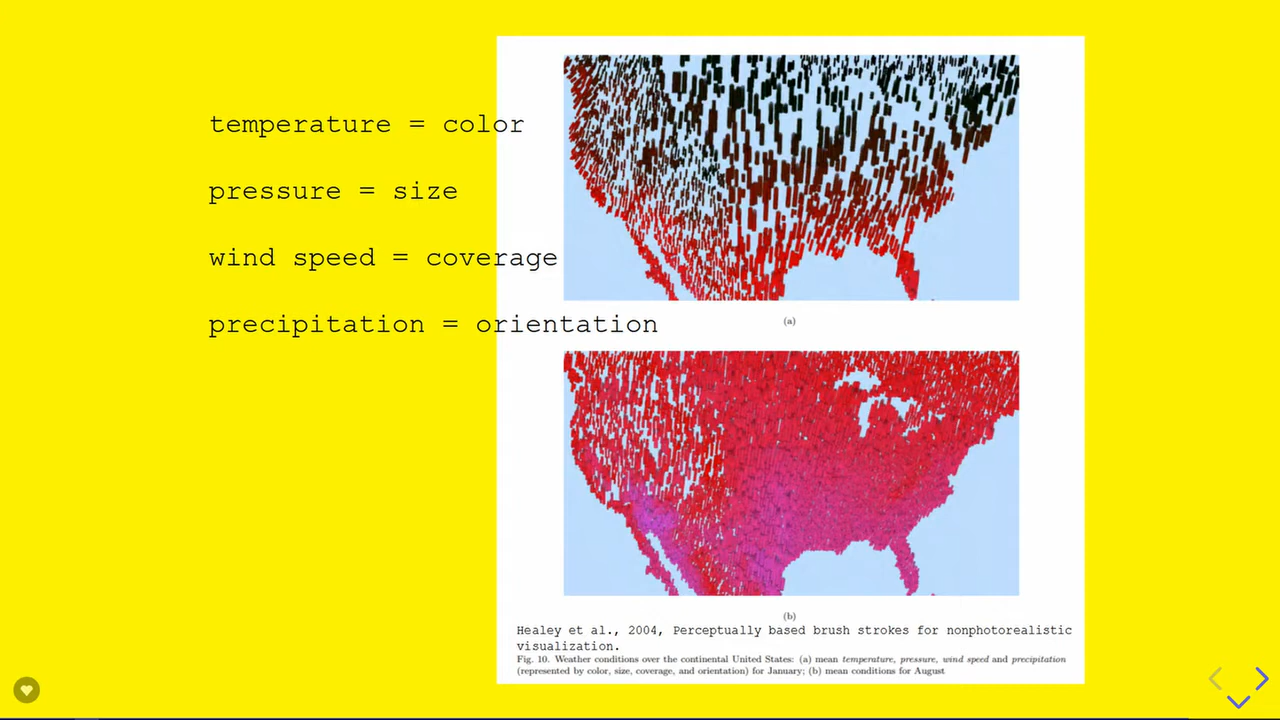 temperature = color
pressure = size
wind speed = coverage
precipitation = orientation
(a)
(b)
Healey et al., 2004, Perceptually based brush strokes for nonphotorealistic
visualization.
Fig. 10. Weather conditions over the continental United States: (a) mean temperature, pressure, wind speed and precipitation
(represented by color, size, coverage, and orientation) for January; (b) mean conditions for August